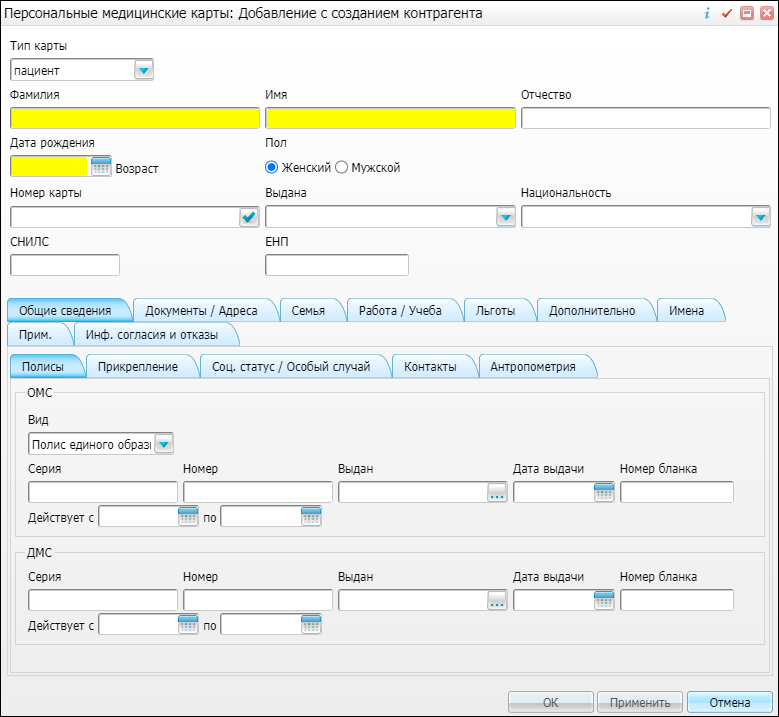 Персональные медицинские карты: Добавление с созданием контрагента
Тип карты
пациент
Фамилия Имя Отчество
Дата рождения Пол
Возраст Женский Мужской
Номер карты Выдана Национальность
СНИЛС ЕНП
Общие сведения Документы / Адреса Семья Работа / Учеба Льготы Дополнительно Имена
Прим. Инф. согласия и отказы
Полисы Прикрепление Соц. статус / Особый случай Контакты Антропометрия
ОМС
Вид
Полис единого образ
Серия Номер Выдан Дата выдачи Номер бланка
...
Действует с по
ДМС
Серия Номер Выдан Дата выдачи Номер бланка
...
Действует с по
ОК Применить Отмена